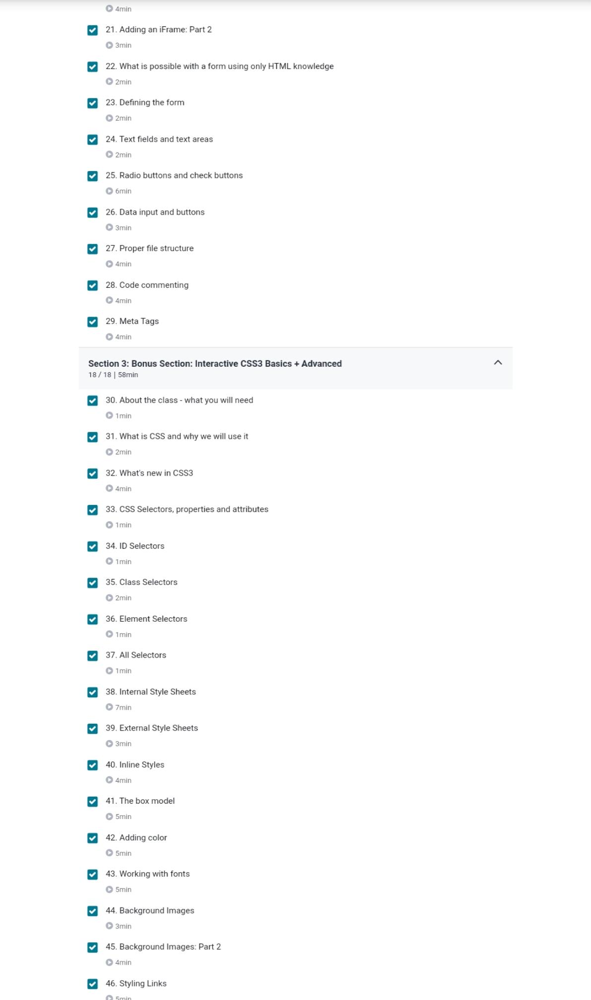 4min
21. Adding an iFrame: Part 2
3min
22. What is possible with a form using only HTML knowledge
2min
23. Defining the form
2min
24. Text fields and text areas
2min
25. Radio buttons and check buttons
6min
26. Data input and buttons
3min
27. Proper file structure
4min
28. Code commenting
4min
29. Meta Tags
4min
Section 3: Bonus Section: Interactive CSS3 Basics + Advanced
18 / 18 | 58min
30. About the class - what you will need
1min
31. What is CSS and why we will use it
2min
32. What's new in CSS3
4min
33. CSS Selectors, properties and attributes
1min
34. ID Selectors
1min
35. Class Selectors
2min
36. Element Selectors
1min
37. All Selectors
1min
38. Internal Style Sheets
7min
39. External Style Sheets
3min
40. Inline Styles
4min
41. The box model
5min
42. Adding color
5min
43. Working with fonts
5min
44. Background Images
3min
45. Background Images: Part 2
4min
46. Styling Links
5min